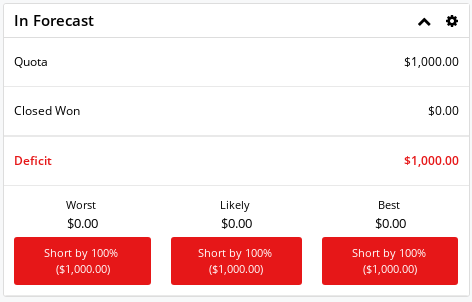 In Forecast
Quota $1,000.00
Closed Won $0.00
Deficit $1,000.00
Worst Likely Best
$0.00 $0.00 $0.00
Short by 100% Short by 100% Short by 100%
($1,000.00) ($1,000.00) ($1,000.00)